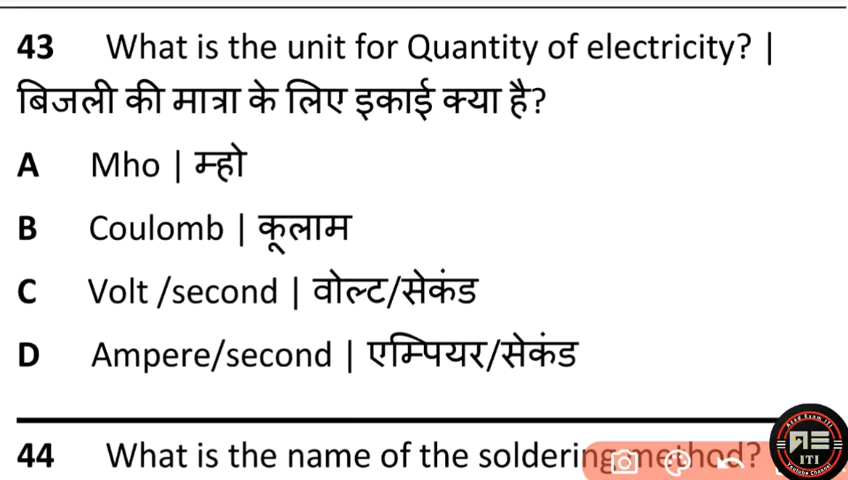 43 What is the unit for Quantity of electricity? |
बिजली की मात्रा के लिए इकाई क्या है?
A Mho | म्हो
B Coulomb | कूलाम
C Volt /second | वोल्ट/सेकंड
D Ampere/second | एम्पियर/सेकंड
44 What is the name of the soldering method?
ITI